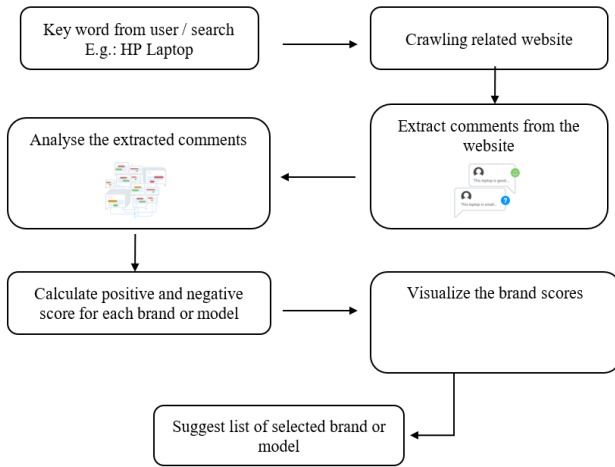 Key word from user / search
E.g.: HP Laptop
Crawling related website
Extract comments from the
website
This laptop is good...
This laptop is small...
?
Analyse the extracted comments
Calculate positive and negative
score for each brand or model
Visualize the brand scores
Suggest list of selected brand or
model